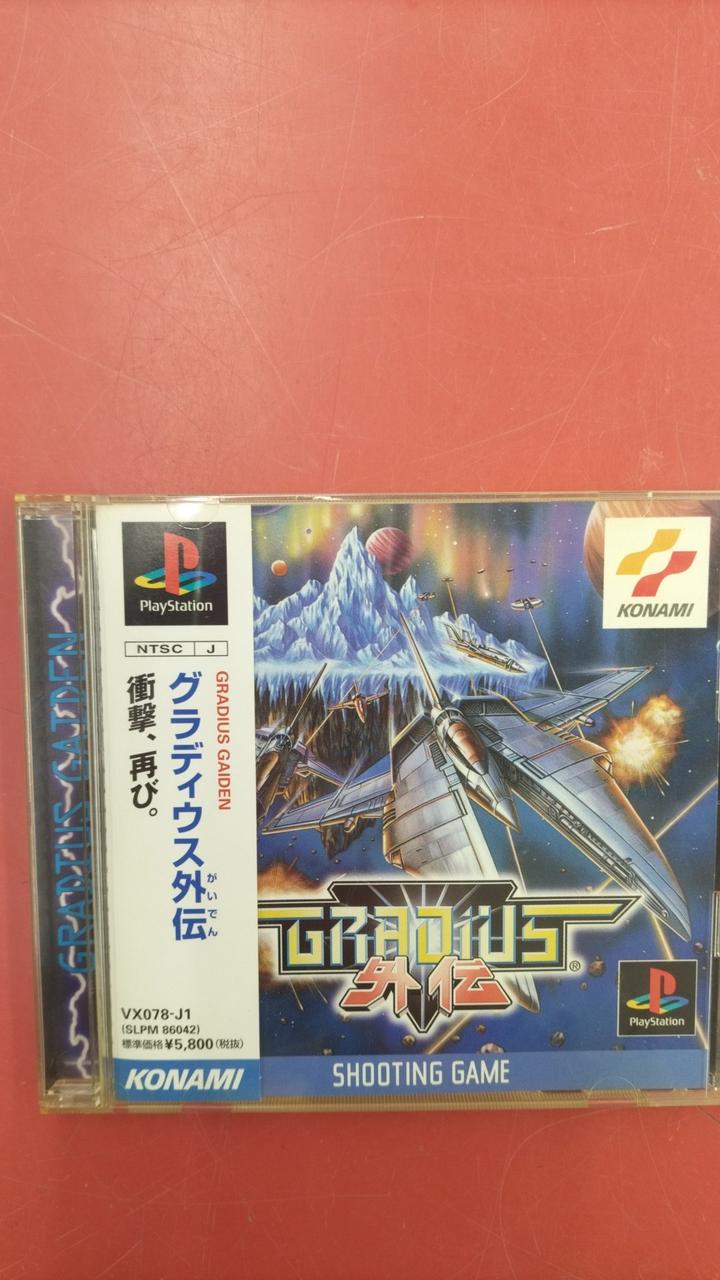 GRADIUS GAIDEN
PlayStation
NTSC J
GRADIUS GAIDEN
グラディウス外伝
がいでん
衝撃、再び。
VX078-J1
(SLPM 86042)
標準価格¥5,800(税抜)
KONAMI
KONAMI
GRADIUS
外伝
®
PlayStation
SHOOTING GAME